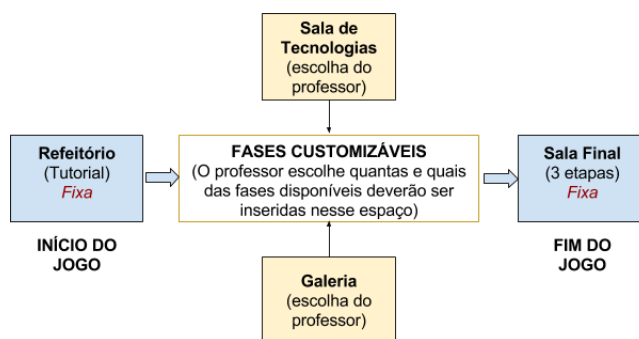 Sala de
Tecnologias
(escolha do
professor)
Refeitório
(Tutorial)
Fixa
FASES CUSTOMIZÁVEIS
(O professor escolhe quantas e quais
das fases disponíveis deverão ser
inseridas nesse espaço)
Sala Final
(3 etapas)
Fixa
INÍCIO DO
JOGO
FIM DO
JOGO
Galeria
(escolha do
professor)